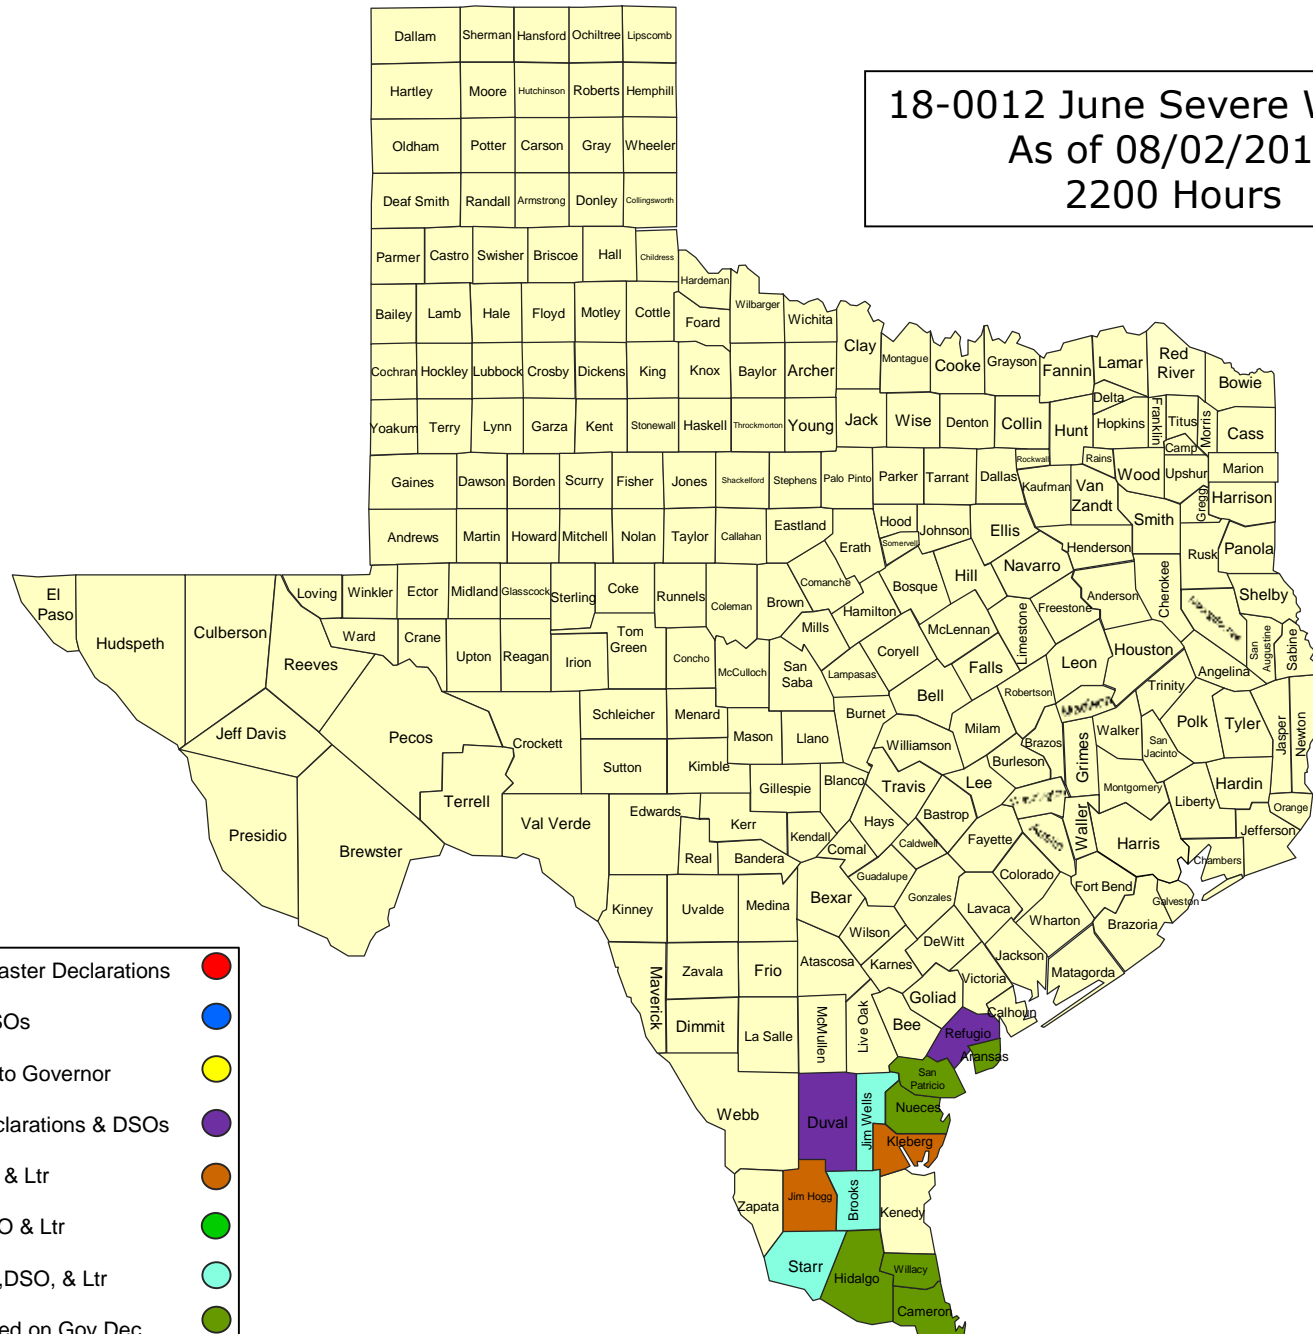 Dallam Sherman Hansford Ochiltree Lipscomb
Hartley Moore Hutchinson Roberts Hemphill
18-0012 June Severe
As of 08/02/201
2200 Hours
Oldham Potter Carson Gray Wheeler
Deaf Smith Randall Armstrong Donley Collingsworth
Parmer Castro Swisher Briscoe Hall Childress
Hardeman
Bailey Lamb Hale Floyd Motley Cottle Foard Wilbarger Wichita
Clay Montague Cooke Grayson Fannin Lamar Red River Bowie
Cochran Hockley Lubbock Crosby Dickens King Knox Baylor Archer
Delta
Yoakum Terry Lynn Garza Kent Stonewall Haskell Throckmorton Young Jack Wise Denton Collin Hunt Hopkins Franklin Titus Morris Cass
Camp
Gaines Dawson Borden Scurry Fisher Jones Shackelford Stephens Palo Pinto Parker Tarrant Dallas Rockwall Rains Wood Upshur Marion
Kaufman Van Zandt Gregg Harrison
Andrews Martin Howard Mitchell Nolan Taylor Callahan Eastland Hood Johnson Ellis Smith
Erath Somervell Henderson Rusk Panola
El Paso Hudspeth Culberson Loving Winkler Ector Midland Glasscock Sterling Coke Runnels Coleman Brown Comanche Bosque Hill Navarro Anderson Cherokee Shelby
Reeves Ward Crane Upton Reagan Irion Tom Green Concho McCulloch San Saba Mills Hamilton McLennan Limestone Freestone Houston San Augustine Sabine
Lampasas Coryell Falls Leon Angelina
Bell Robertson Trinity
Jeff Davis Pecos Crockett Schleicher Menard Mason Llano Burnet Milam Walker Polk Tyler Jasper Newton
Sutton Kimble Williamson Brazos Grimes San Jacinto
Gillespie Blanco Travis Lee Burleson Montgomery Liberty Hardin
Presidio Brewster Terrell Val Verde Edwards Kerr Kendall Hays Bastrop Orange
Real Bandera Comal Caldwell Fayette Waller Harris Jefferson
Chambers
Kinney Uvalde Medina Bexar Guadalupe Gonzales Colorado Fort Bend Galveston
Lavaca Wharton Brazoria
Wilson DeWitt
Maverick Zavala Frio Atascosa Karnes Jackson Matagorda
Victoria
Dimmit La Salle McMullen Live Oak Bee Goliad Calhoun
Refugio
Aransas
San Patricio
Webb Duval Jim Wells Nueces
Kleberg
Zapata Jim Hogg Brooks Kenedy
Starr Hidalgo Willacy
Cameron
aster Declarations
SOs
to Governor
clarations & DSOs
& Ltr
O & Ltr
,DSO, & Ltr
ed on Gov Dec